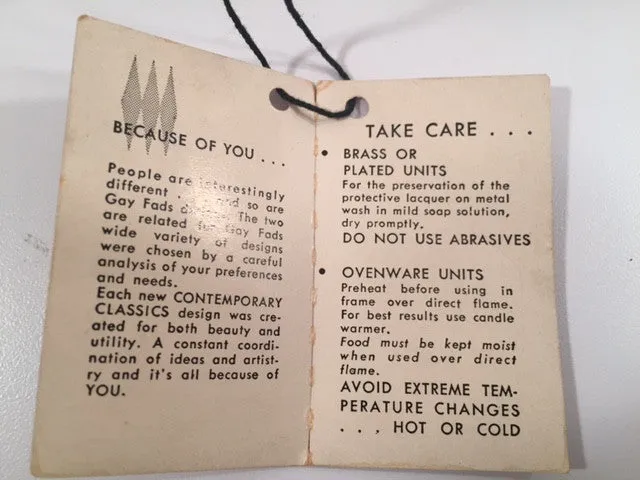 BECAUSE OF YOU . . .
People are interestingly
different . and so are
Gay Fads The two
are related Gay Fads
wide variety of designs
were chosen by a careful
analysis of your preferences
and needs.
Each new CONTEMPORARY
CLASSICS design was cre-
ated for both beauty and
utility. A constant coordi-
nation of ideas and artist-
ry and it's all because of
YOU.
TAKE CARE . . .
• BRASS OR
PLATED UNITS
For the preservation of the
protective lacquer on metal
wash in mild soap solution,
dry promptly.
DO NOT USE ABRASIVES
• OVENWARE UNITS
Preheat before using in
frame over direct flame.
For best results use candle
warmer.
Food must be kept moist
when used over direct
flame.
AVOID EXTREME TEM-
PERATURE CHANGES
. . . HOT OR COLD